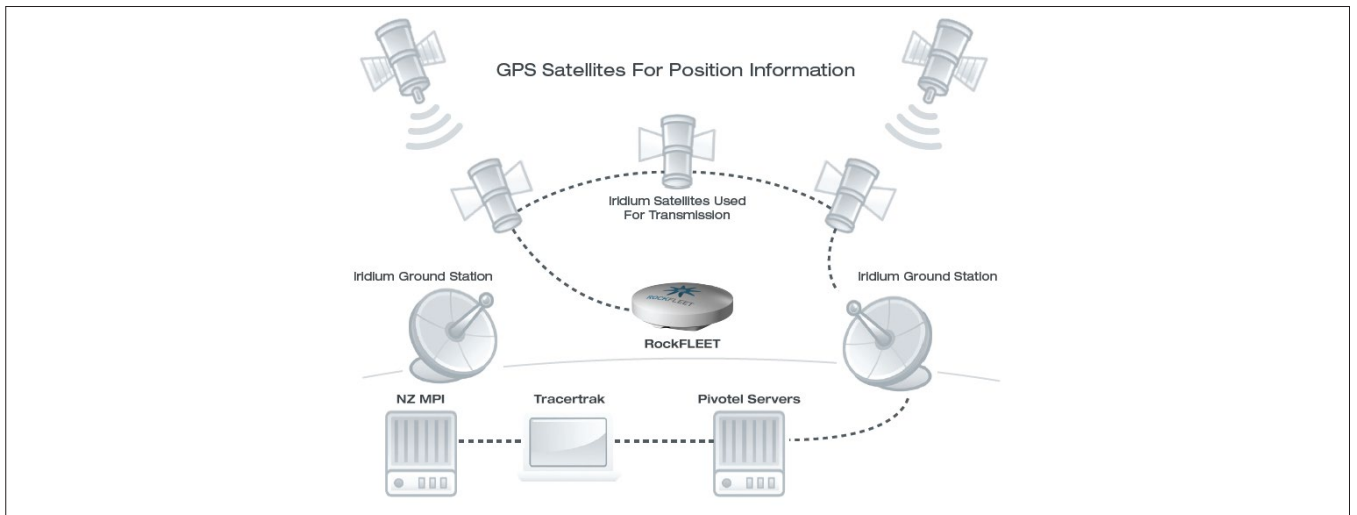 GPS Satellites For Position Information
Iridium Satellites Used
For Transmission
Iridium Ground Station
Iridium Ground Station
ROCKFLEET
RockFLEET
NZ MPI
Tracertrak
Pivotel Servers